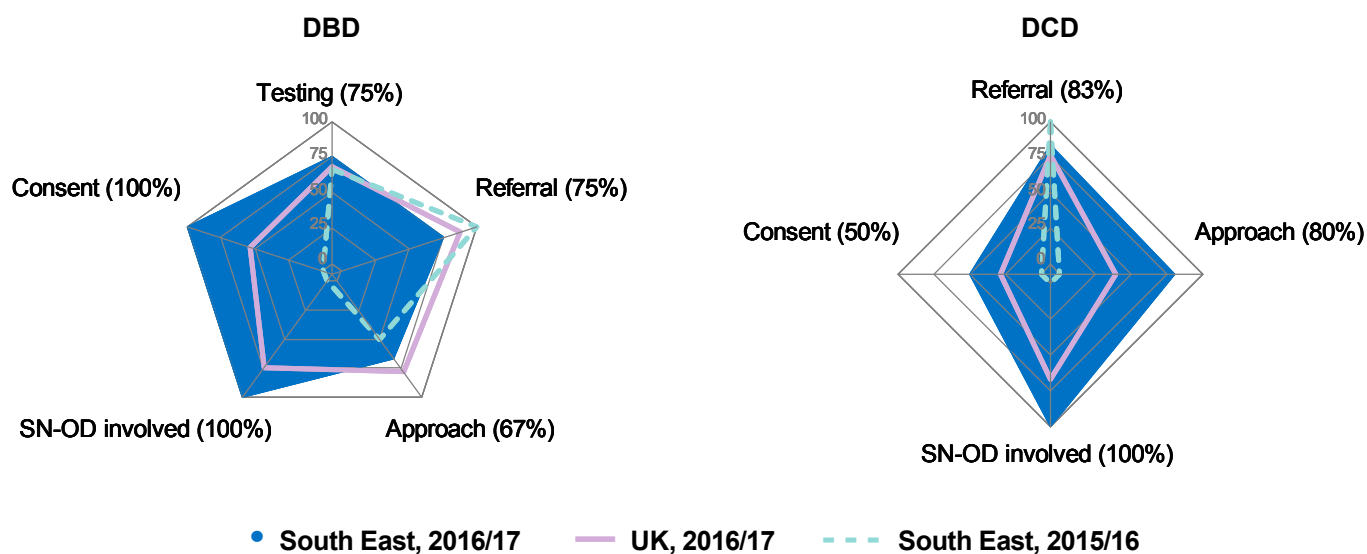 DBD
Testing (75%)
100
75
50
25
0
Consent (100%)
Referral (75%)
SN-OD involved (100%)
Approach (67%)
DCD
Referral (83%)
100
75
50
25
0
Consent (50%)
Approach (80%)
SN-OD involved (100%)
South East, 2016/17
UK, 2016/17
South East, 2015/16